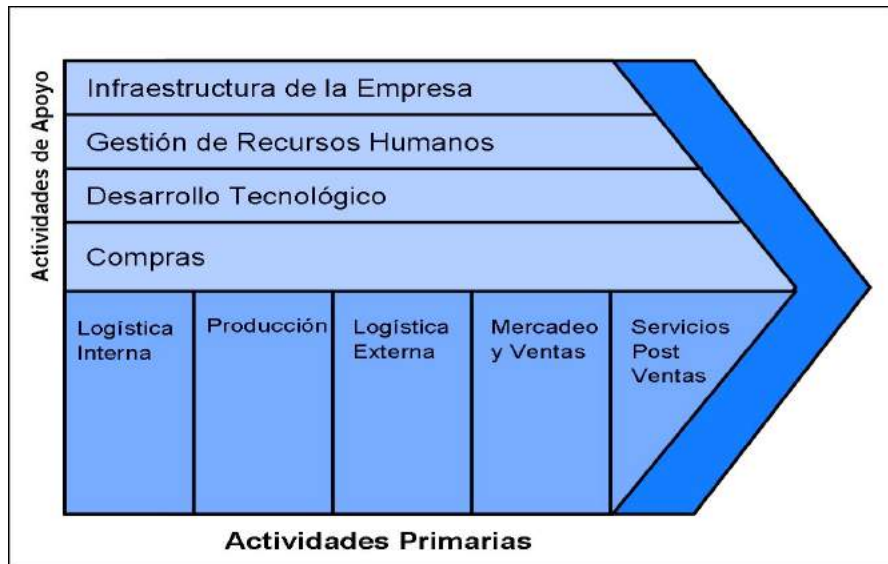 Actividades de Apoyo
Infraestructura de la Empresa
Gestión de Recursos Humanos
Desarrollo Tecnológico
Compras
Logística
Interna
Producción
Logística
Externa
Mercadeo
y Ventas
Servicios
Post
Ventas
Actividades Primarias